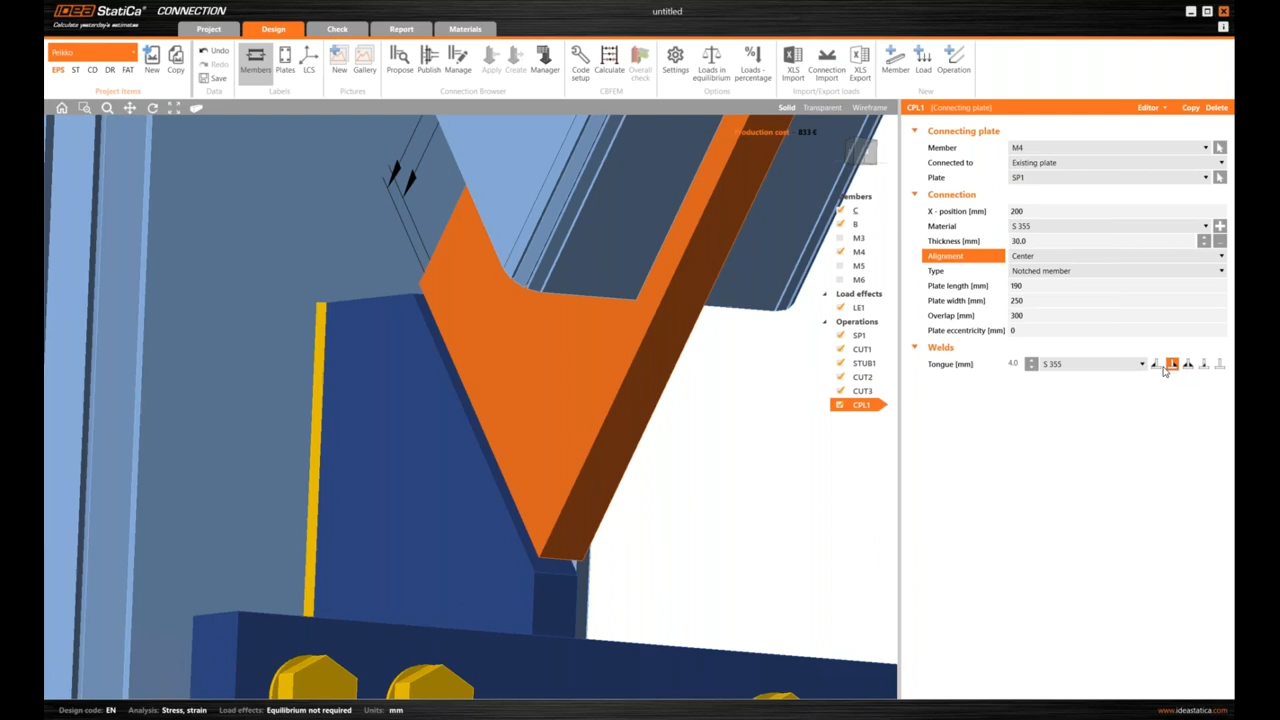 IDEA StatiCa® CONNECTION
Calculate yesterday's estimates
untitled
Project Design Check Report Materials
Peikko
EPS ST CD DR FAT
New Copy
Project Items
Undo
Redo
Save
Data
Members Plates LCS
Labels
New Gallery
Pictures
Propose Publish Manage Apply Create Manager
Connection Browser
Code setup Calculate Overall check
CBFEM
Settings Loads in equilibrium Loads - percentage
Options
XLS Import Connection Import XLS Export
Import/Export loads
Member Load Operation
New
Solid Transparent Wireframe
Production cost - 833 €
embers
C
B
M3
M4
M5
M6
Load effects
LE1
Operations
SP1
CUT1
STUB1
CUT2
CUT3
CPL1
CPL1 [Connecting plate] Editor Copy Delete
Connecting plate
Member M4
Connected to Existing plate
Plate SP1
Connection
X - position [mm] 200
Material S 355
Thickness [mm] 30.0
Alignment Center
Type Notched member
Plate length [mm] 190
Plate width [mm] 250
Overlap [mm] 300
Plate eccentricity [mm] 0
Welds
Tongue [mm] 4.0 S 355
Design code: EN Analysis: Stress, strain Load effects: Equilibrium not required Units: mm
www.ideastatica.com